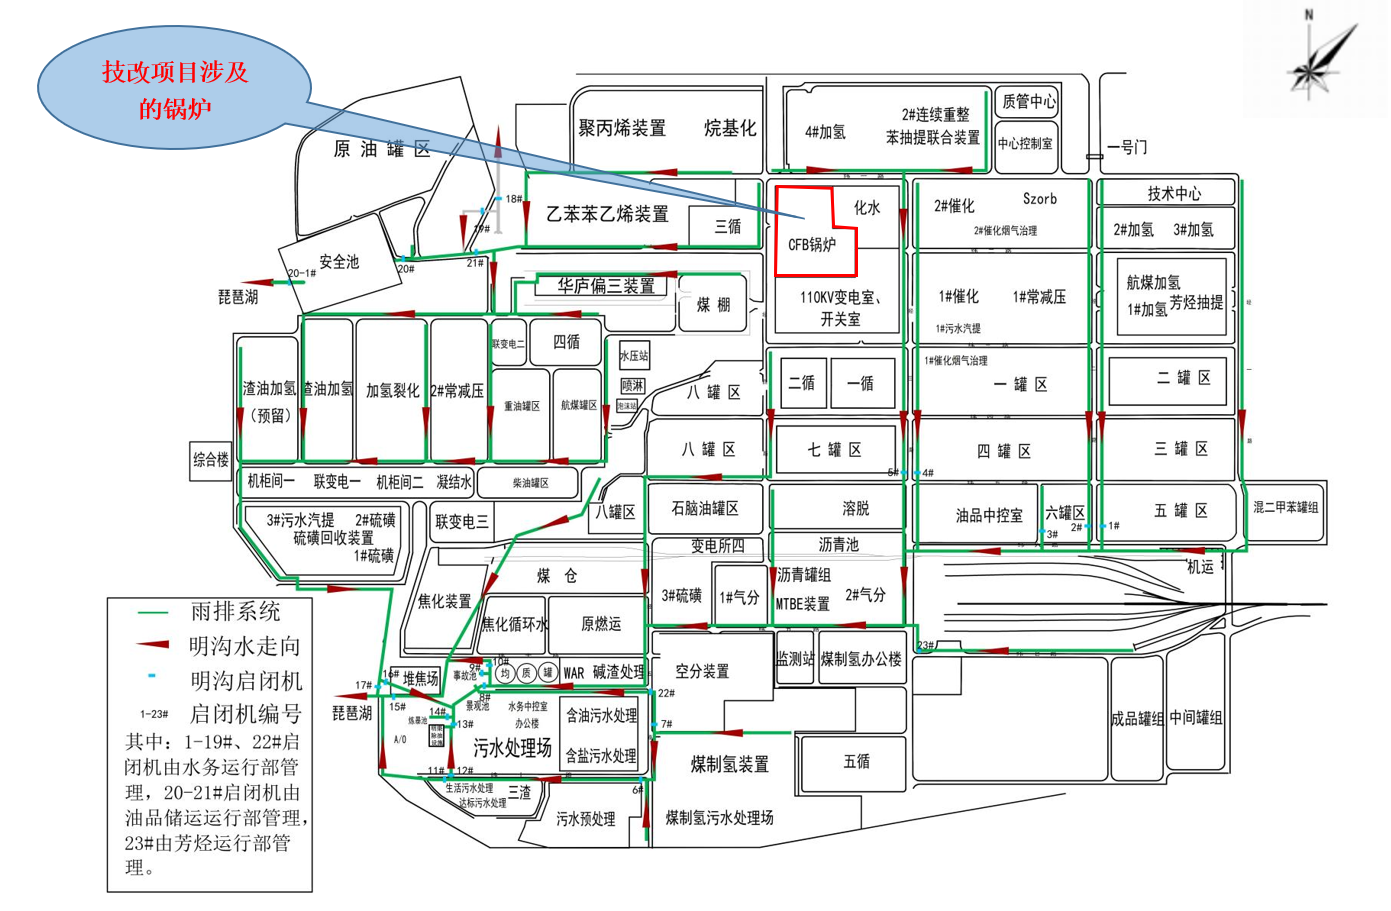 N
技改项目涉及
的锅炉
原油罐区
聚丙烯装置
烷基化
4#加氢
2#连续重整
苯抽提联合装置
质管中心
中心控制室
一号门
18#
19#
乙苯苯乙烯装置
三循
化水
CFB锅炉
2#催化
Szorb
2#催化烟气治理
技术中心
2#加氢
3#加氢
安全池
20-1#
20#
21#
琵琶湖
华庐偏三装置
煤棚
110KV变电室、
开关室
1#催化
1#常减压
1#污水汽提
航煤加氢
1#加氢
芳烃抽提
联变电二
四循
水压站
喷淋
泡沫站
渣油加氢
(预留)
渣油加氢
加氢裂化
2#常减压
重油罐区
航煤罐区
八罐区
二循
一循
1#催化烟气治理
一罐区
二罐区
综合楼
机柜间一
联变电一
机柜间二
凝结水
柴油罐区
八罐区
七罐区
四罐区
三罐区
5#
4#
3#污水汽提
2#硫磺
硫磺回收装置
1#硫磺
联变电三
八罐区
石脑油罐区
溶脱
油品中控室
六罐区
2#
1#
3#
五罐区
混二甲苯罐组
变电所四
沥青池
机运
煤仓
焦化装置
3#硫磺
1#气分
沥青罐组
MTBE装置
2#气分
焦化循环水
原燃运
23#
雨排系统
明沟水走向
明沟启闭机
1-23#
启闭机编号
其中：1-19#、22#启
闭机由水务运行部管
理，20-21#启闭机由
油品储运运行部管理，
23#由芳烃运行部管
理。
16#
17#
堆焦场
9#
10#
事故池
8#
均
质
罐
WAR
碱渣处理
空分装置
监测站
煤制氢办公楼
琵琶湖
15#
14#
13#
景观池
水务中控室
办公楼
含油污水处理
22#
7#
成品罐组
中间罐组
A/0
污水处理场
含盐污水处理
煤制氢装置
五循
11#
12#
生活污水处理
达标污水处理
三渣
6#
污水预处理
煤制氢污水处理场